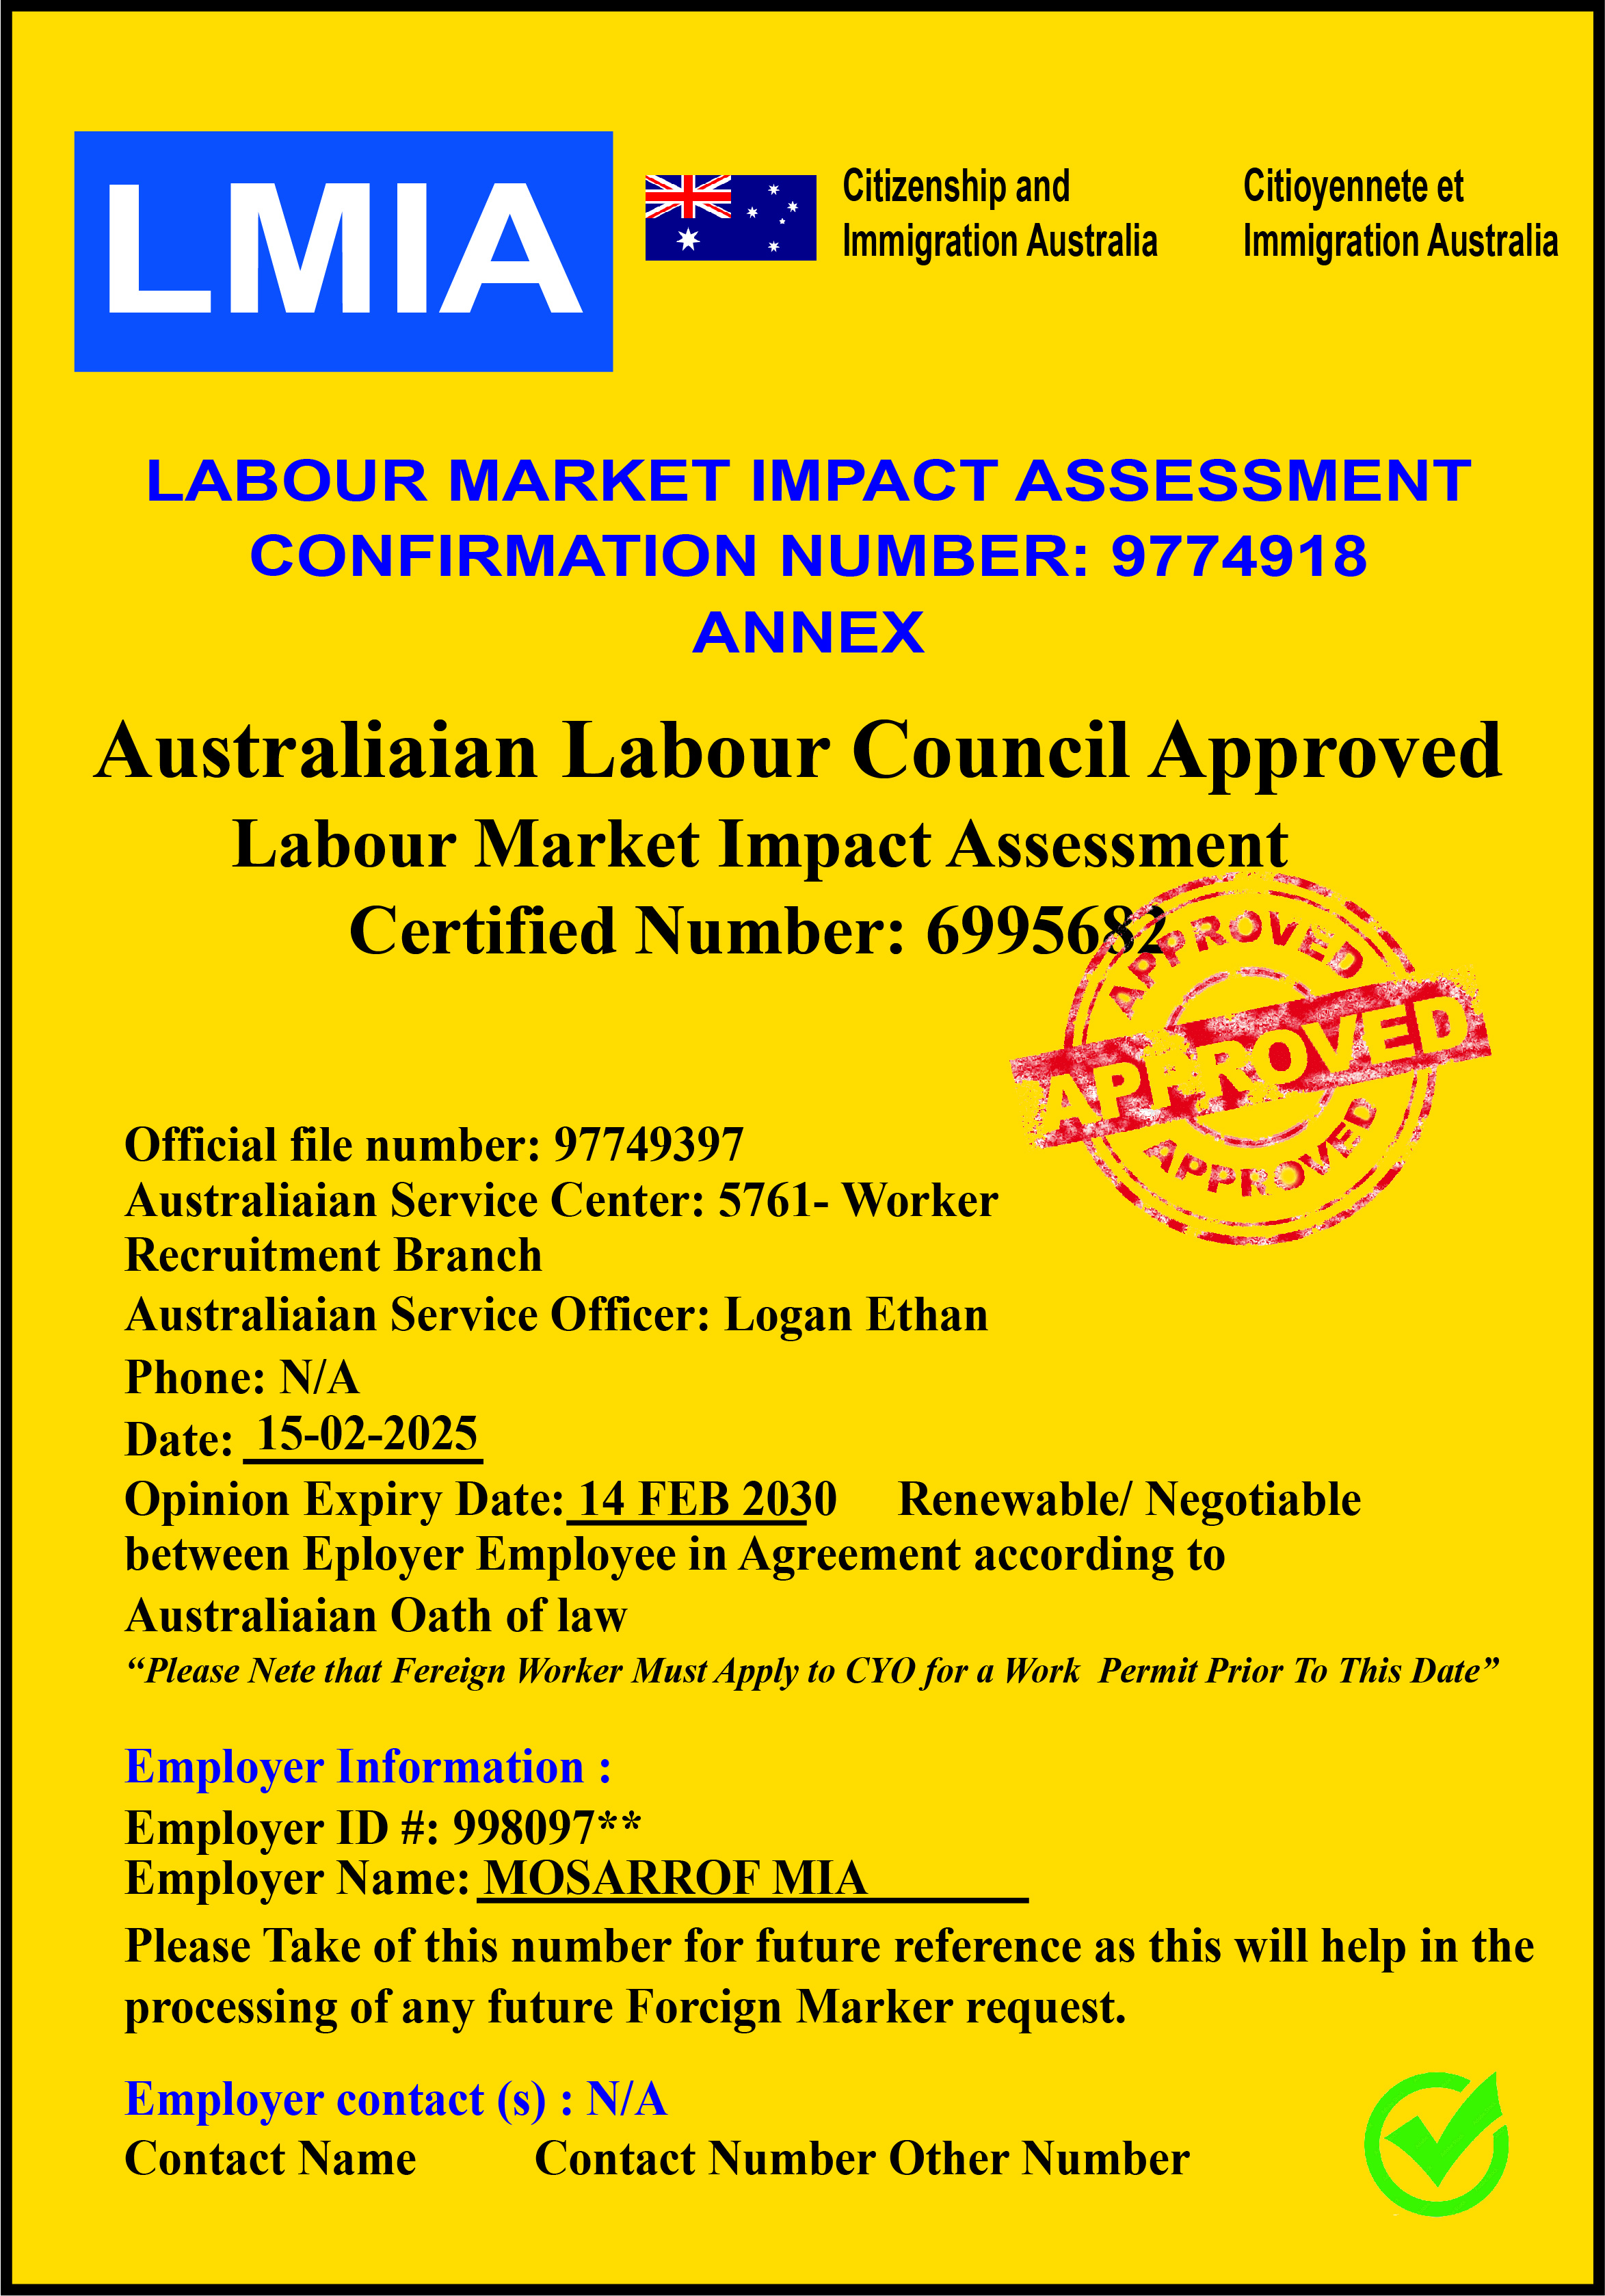 LMIA
Citizenship and
Immigration Australia
Citioyennete et
Immigration Australia
LABOUR MARKET IMPACT ASSESSMENT
CONFIRMATION NUMBER: 9774918
ANNEX
Australiaian Labour Council Approved
Labour Market Impact Assessment
Certified Number: 6995682
APPROVED
APPROVED
APPROVED
Official file number: 97749397
Australiaian Service Center: 5761- Worker
Recruitment Branch
Australiaian Service Officer: Logan Ethan
Phone: N/A
Date: 15-02-2025
Opinion Expiry Date: 14 FEB 2030 Renewable/ Negotiable
between Eployer Employee in Agreement according to
Australiaian Oath of law
“Please Nete that Fereign Worker Must Apply to CYO for a Work Permit Prior To This Date”
Employer Information :
Employer ID #: 998097**
Employer Name: MOSARROF MIA
Please Take of this number for future reference as this will help in the
processing of any future Forcign Marker request.
Employer contact (s) : N/A
Contact Name Contact Number Other Number